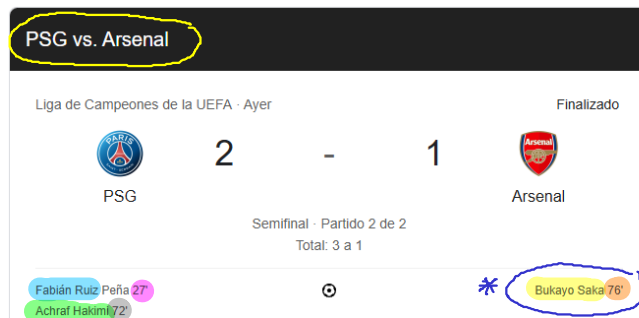 PSG vs. Arsenal
Liga de Campeones de la UEFA · Ayer Finalizado
PARIS
Arsenal
2 - 1
PSG Arsenal
Semifinal · Partido 2 de 2
Total: 3 a 1
Fabián Ruiz Peña 27' Bukayo Saka 76'
Achraf Hakimi 72'